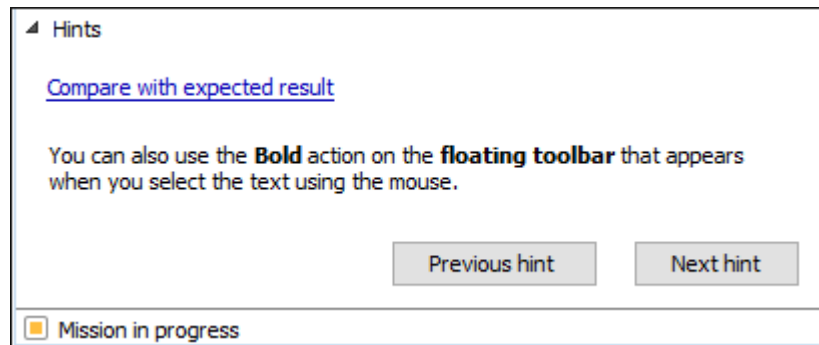 Hints
Compare with expected result
You can also use the Bold action on the floating toolbar that appears
when you select the text using the mouse.
Previous hint Next hint
Mission in progress